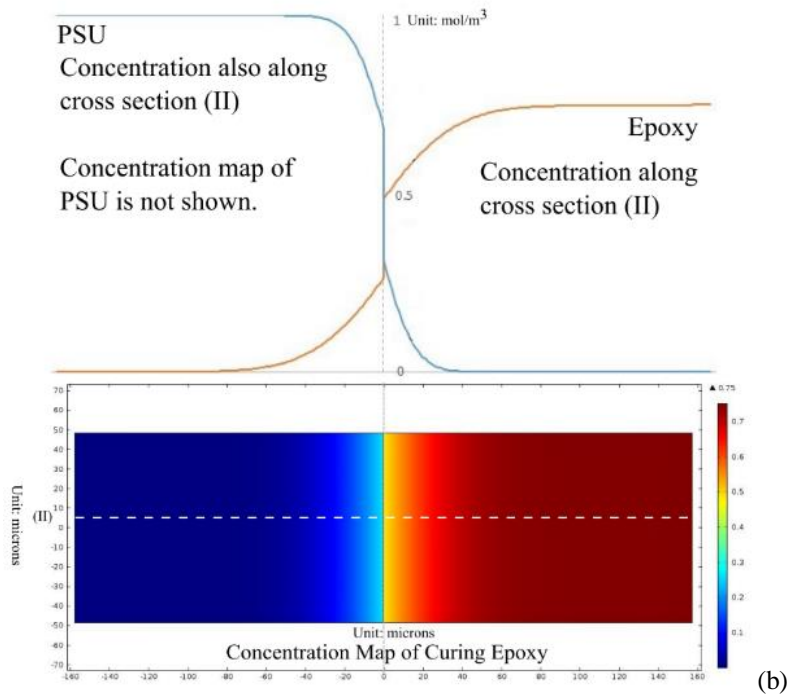 1 Unit: mol/m³
PSU
Concentration also along
cross section (II)
Epoxy
Concentration map of
PSU is not shown.
Concentration along
cross section (II)
0.5
0
▲ 0.75
70
60
50
40
30
20
10
0
-10
-20
-30
-40
-50
-60
-70
Unit: microns
(II)
0.7
0.6
0.5
0.4
0.3
0.2
0.1
Unit: microns
Concentration Map of Curing Epoxy
-160 -140 -120 -100 -80 -60 -40 -20 0 20 40 60 80 100 120 140 160
(b)